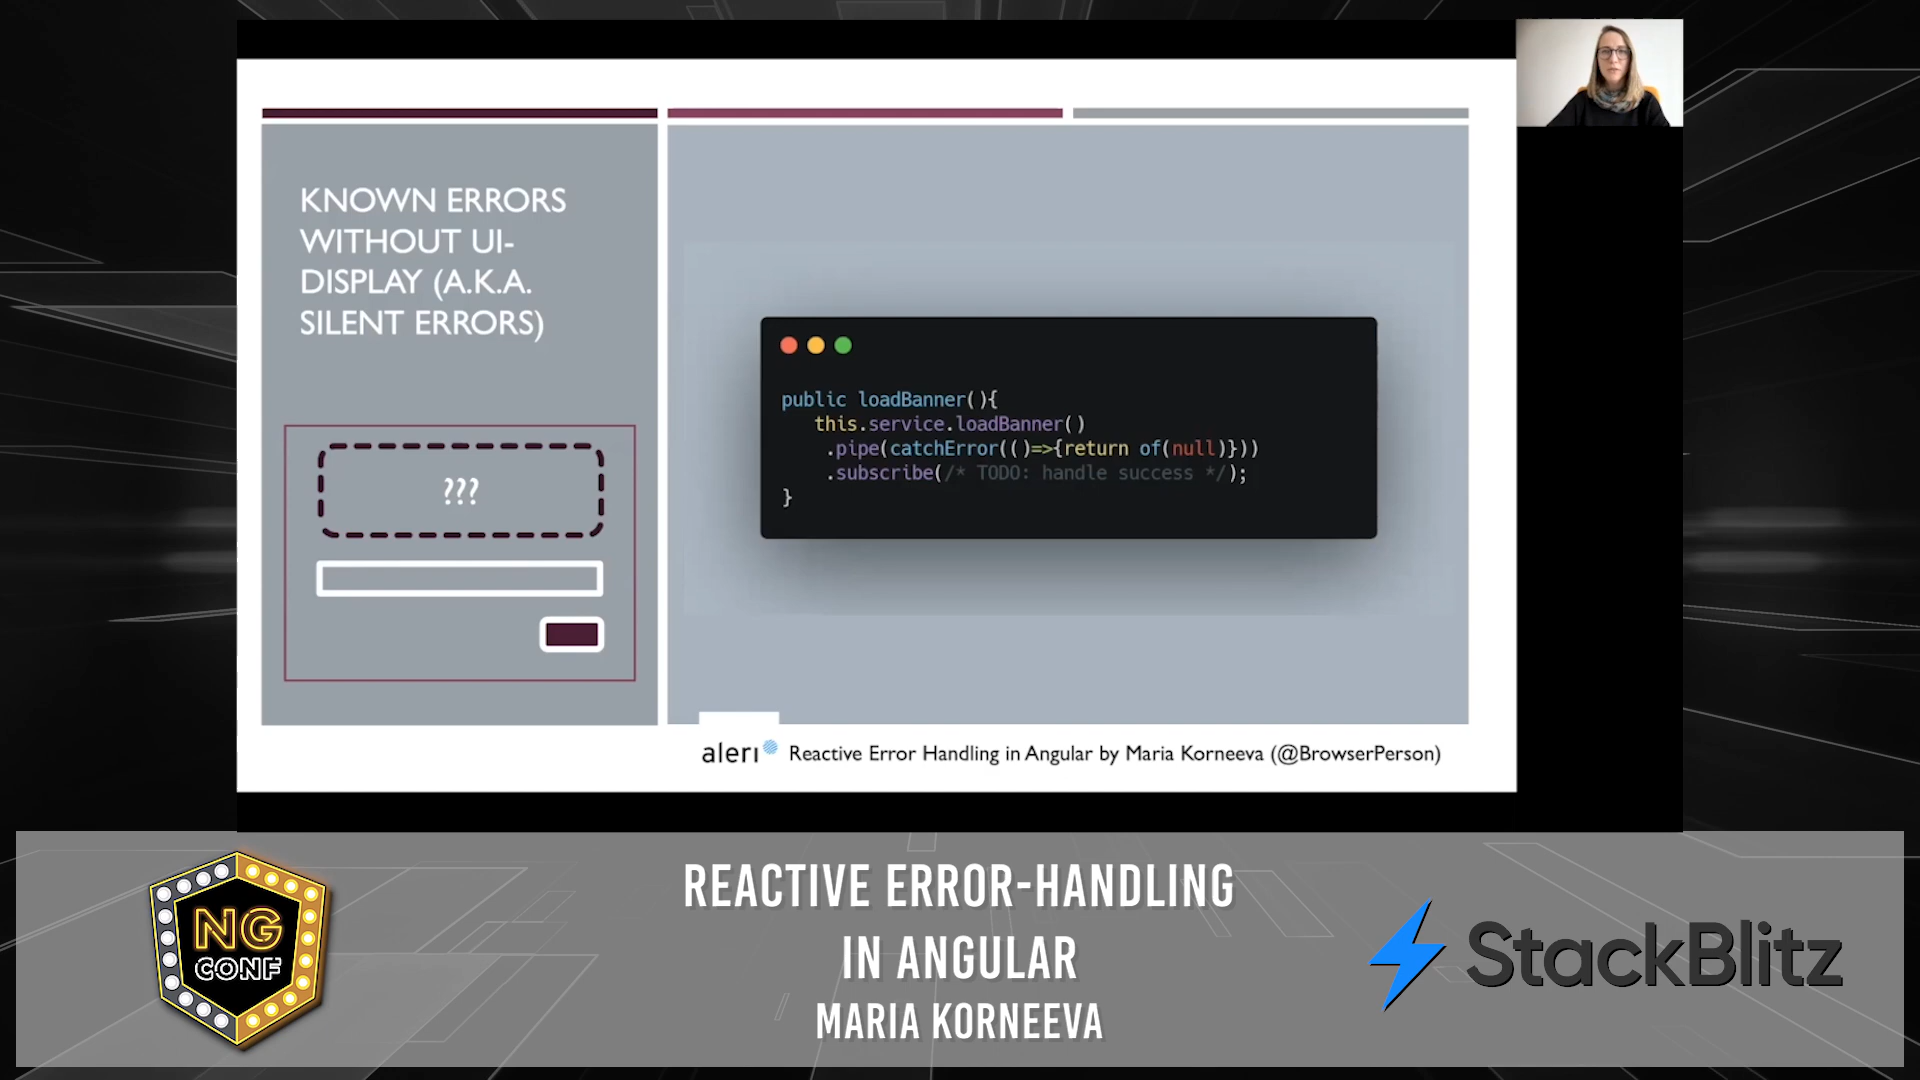 KNOWN ERRORS
WITHOUT UI-
DISPLAY (A.K.A.
SILENT ERRORS)
???
public loadBanner(){
this.service.loadBanner()
.pipe(catchError(()=>{return of(null)}))
.subscribe(/* TODO: handle success */);
}
aleri Reactive Error Handling in Angular by Maria Korneeva (@BrowserPerson)
NG
CONF
REACTIVE ERROR-HANDLING
IN ANGULAR
MARIA KORNEEVA
StackBlitz